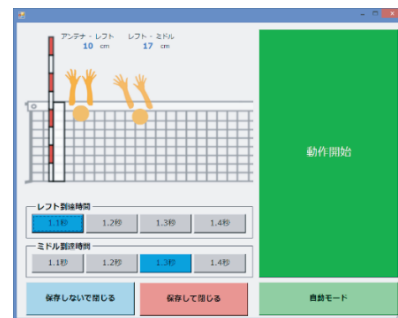 アンテナ - レフト レフト - ミドル
10 cm 17 cm
動作開始
レフト到達時間
1.1秒 1.2秒 1.3秒 1.4秒
ミドル到達時間
1.1秒 1.2秒 1.3秒 1.4秒
保存しないで閉じる 保存して閉じる 自動モード